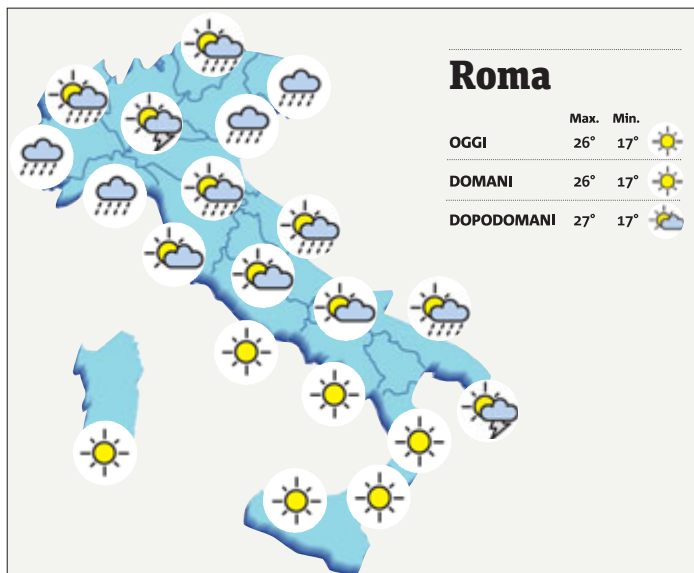 Roma
Max. Min.
OGGI 26° 17°
DOMANI 26° 17°
DOPODOMANI 27° 17°